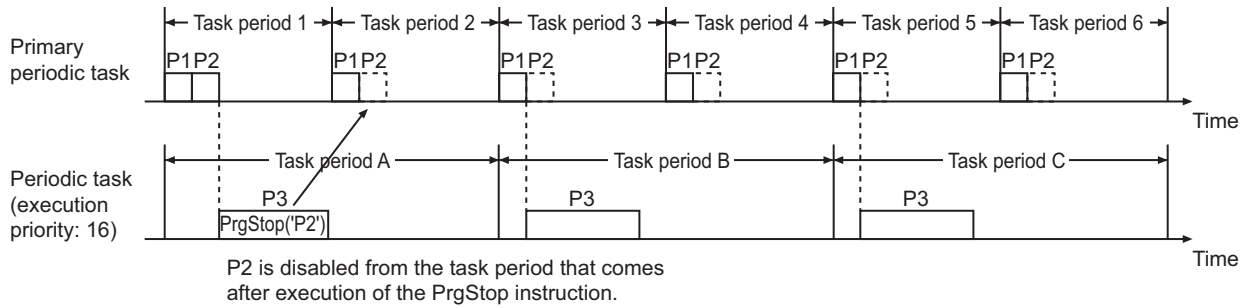 Task period 1 Task period 2 Task period 3 Task period 4 Task period 5 Task period 6
Primary
periodic task
P1 P2 P1 P2 P1 P2 P1 P2 P1 P2 P1 P2
Time
Task period A Task period B Task period C
Periodic task
(execution
priority: 16)
P3 P3 P3
PrgStop('P2')
Time
P2 is disabled from the task period that comes
after execution of the PrgStop instruction.